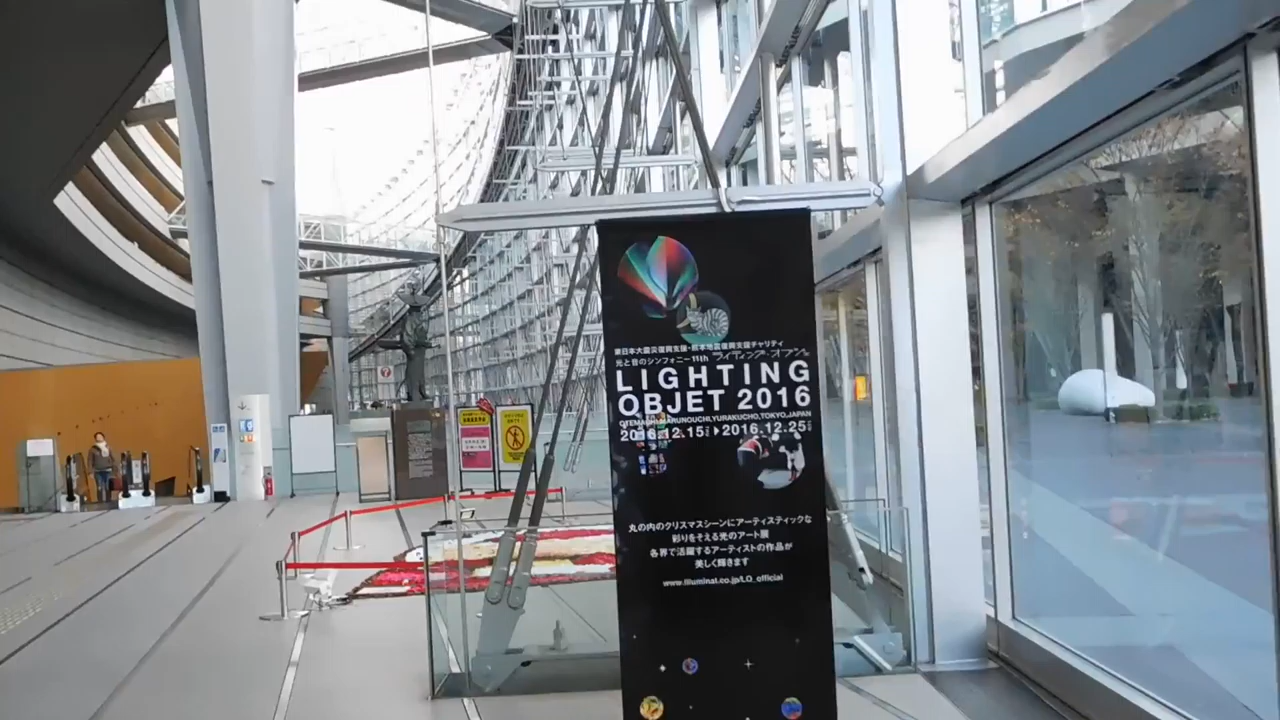 東日本大震災復興支援・熊本地震復興支援チャリティ
光と音のシンフォニー 11th ライティング・オブジェ
LIGHTING
OBJET 2016
OTEMACHI,MARUNOUCHI,YURAKUCHO,TOKYO,JAPAN
2016.12.15 2016.12.25
丸の内のクリスマスシーンにアーティスティックな
彩りをそえる光のアート展
各界で活躍するアーティストの作品が
美しく輝きます
www.illuminal.co.jp/LO_official